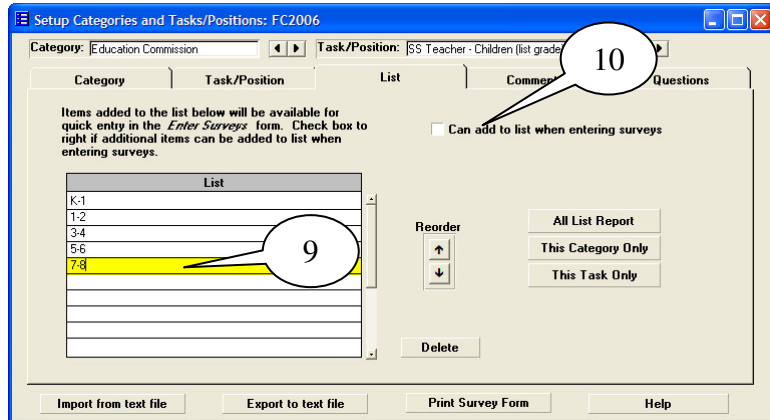 Setup Categories and Tasks/Positions: FC2006
Category: Education Commission Task/Position: SS Teacher - Children (list grade
10
Category Task/Position List Comment Questions
Items added to the list below will be available for
quick entry in the Enter Surveys form. Check box to
right if additional items can be added to list when
entering surveys.
Can add to list when entering surveys
List
K-1
1-2
3-4
5-6
7-8
9
Reorder
All List Report
This Category Only
This Task Only
Delete
Import from text file Export to text file Print Survey Form Help